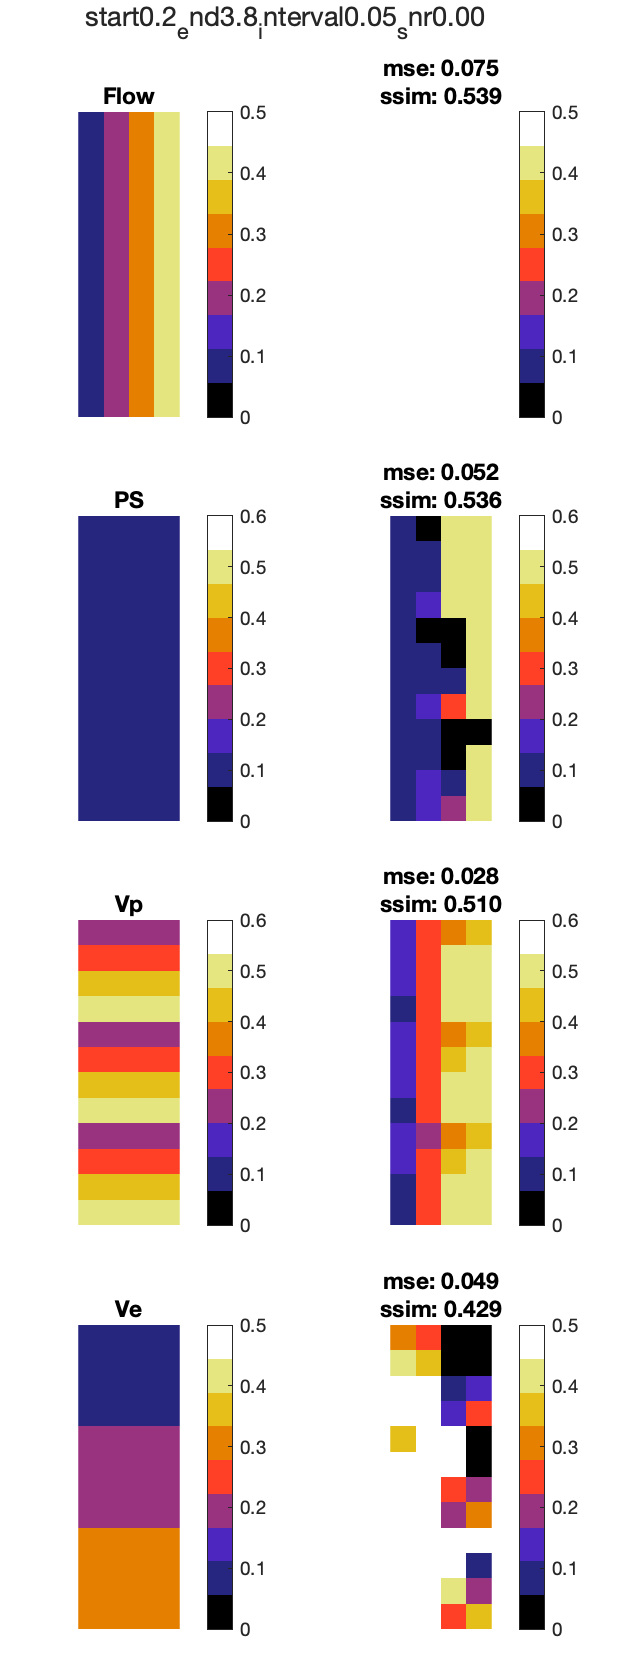 start0.2end3.8interval0.05snr0.00
mse: 0.075
Flow ssim: 0.539
0.5 0.5
0.4 0.4
0.3 0.3
0.2 0.2
0.1 0.1
0 0
mse: 0.052
PS ssim: 0.536
0.6 0.6
0.5 0.5
0.4 0.4
0.3 0.3
0.2 0.2
0.1 0.1
0 0
mse: 0.028
Vp ssim: 0.510
0.6 0.6
0.5 0.5
0.4 0.4
0.3 0.3
0.2 0.2
0.1 0.1
0 0
mse: 0.049
Ve ssim: 0.429
0.5 0.5
0.4 0.4
0.3 0.3
0.2 0.2
0.1 0.1
0 0